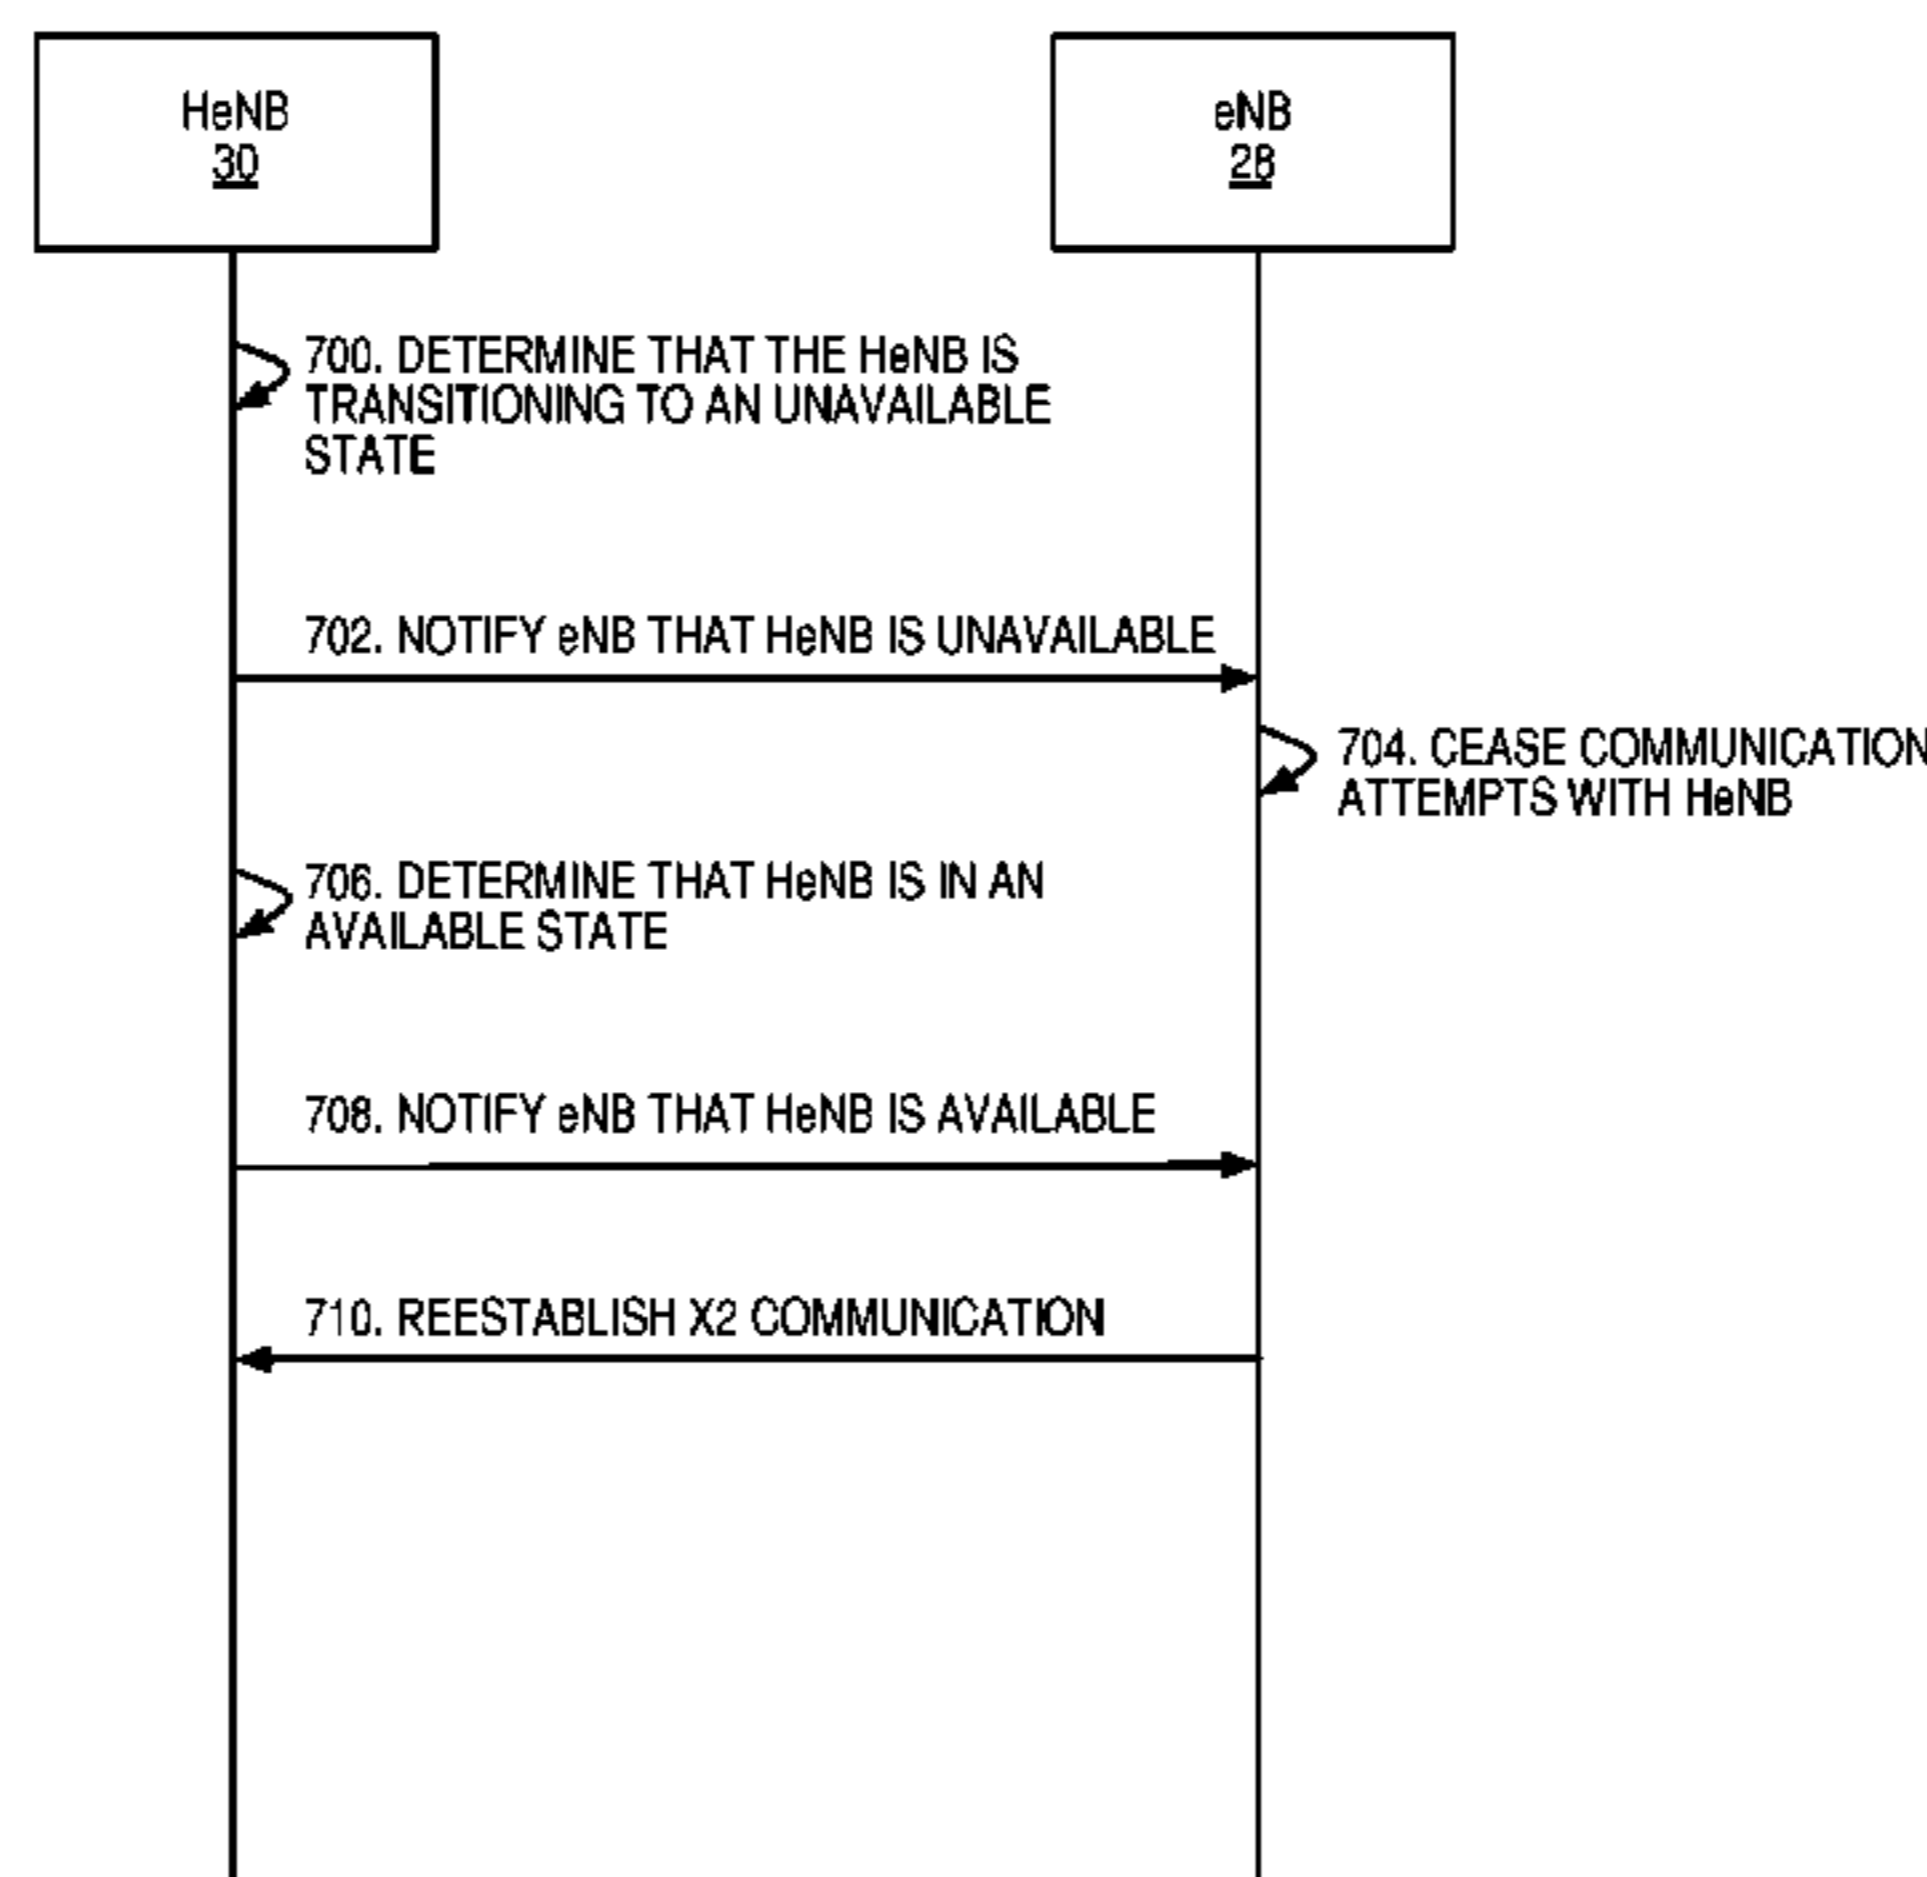 HeNB
30
eNB
28
700. DETERMINE THAT THE HeNB IS
TRANSITIONING TO AN UNAVAILABLE
STATE
702. NOTIFY eNB THAT HeNB IS UNAVAILABLE
704. CEASE COMMUNICATION
ATTEMPTS WITH HeNB
706. DETERMINE THAT HeNB IS IN AN
AVAILABLE STATE
708. NOTIFY eNB THAT HeNB IS AVAILABLE
710. REESTABLISH X2 COMMUNICATION